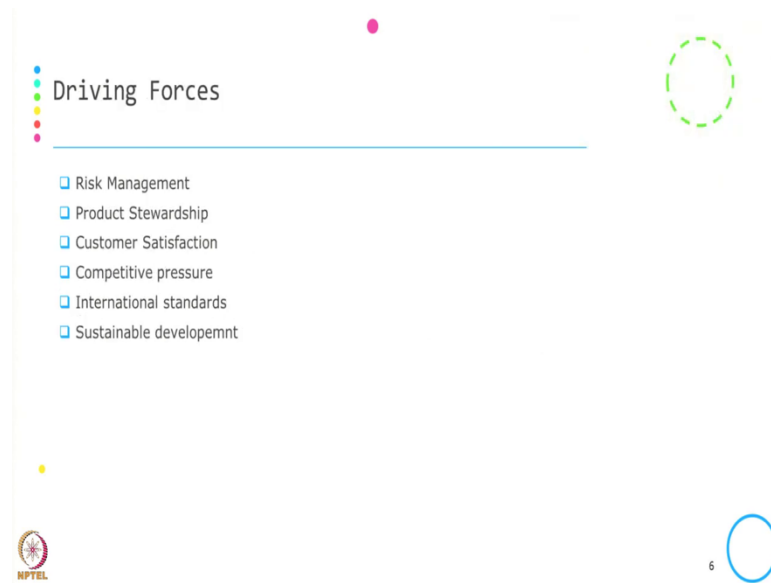 Driving Forces
Risk Management
Product Stewardship
Customer Satisfaction
Competitive pressure
International standards
Sustainable developemnt
NPTEL
6